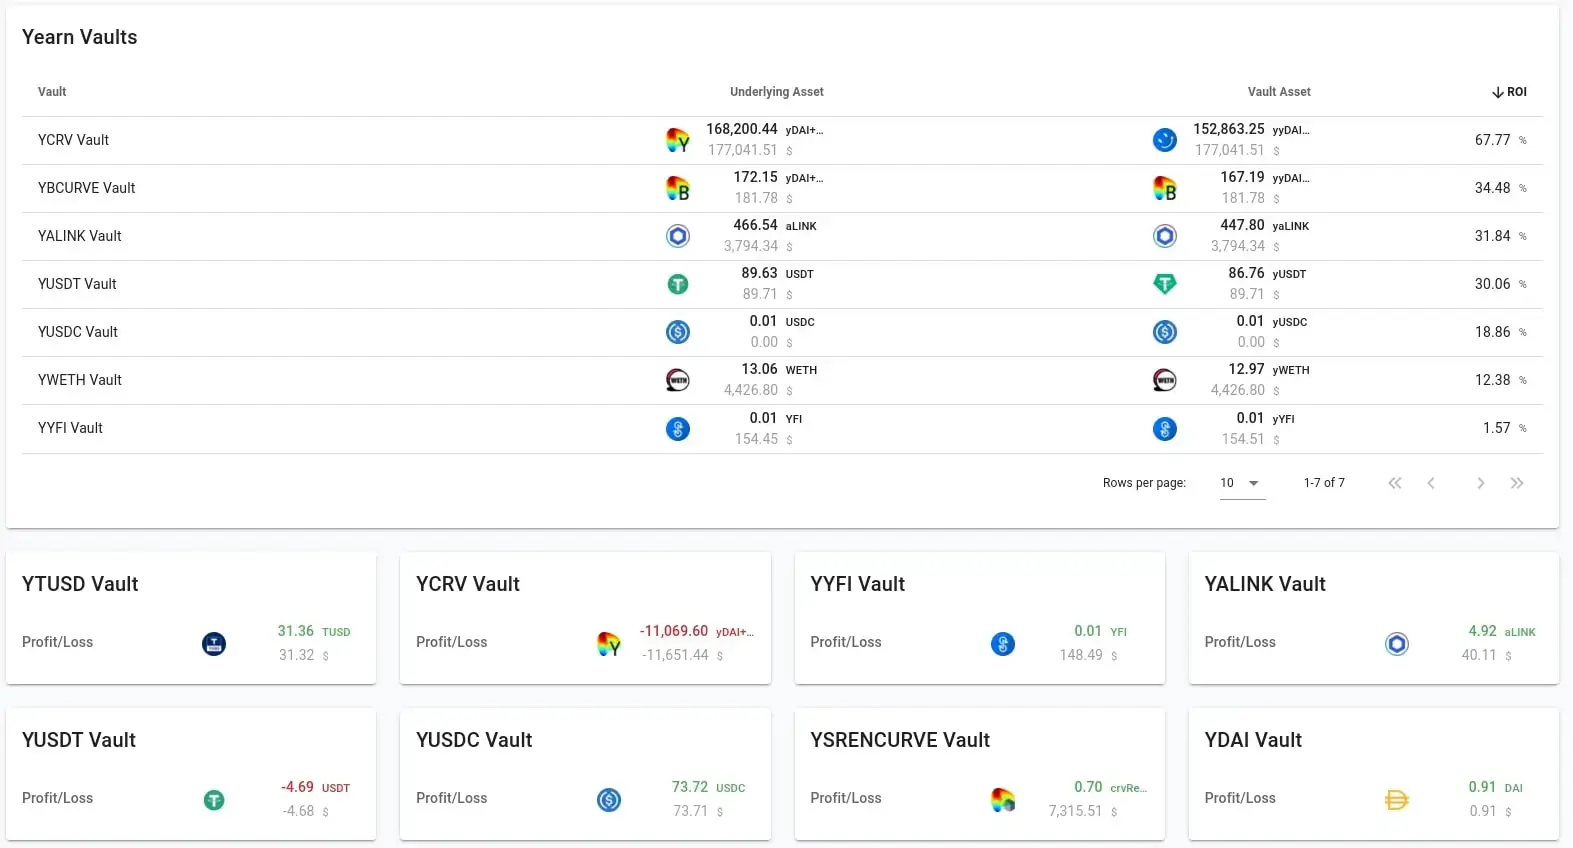 Yearn Vaults
Vault Underlying Asset Vault Asset ROI
YCRV Vault 168,200.44 yDAI+… 152,863.25 yyDAI… 67.77 %
177,041.51 $ 177,041.51 $
YBCURVE Vault 172.15 yDAI+… 167.19 yyDAI… 34.48 %
181.78 $ 181.78 $
YALINK Vault 466.54 aLINK 447.80 yaLINK 31.84 %
3,794.34 $ 3,794.34 $
YUSDT Vault 89.63 USDT 86.76 yUSDT 30.06 %
89.71 $ 89.71 $
YUSDC Vault 0.01 USDC 0.01 yUSDC 18.86 %
0.00 $ 0.00 $
YWETH Vault 13.06 WETH 12.97 yWETH 12.38 %
4,426.80 $ 4,426.80 $
YYFI Vault 0.01 YFI 0.01 yYFI 1.57 %
154.45 $ 154.51 $
Rows per page: 10 1-7 of 7
YTUSD Vault
Profit/Loss 31.36 TUSD
31.32 $
YCRV Vault
Profit/Loss -11,069.60 yDAI+…
-11,651.44 $
YYFI Vault
Profit/Loss 0.01 YFI
148.49 $
YALINK Vault
Profit/Loss 4.92 aLINK
40.11 $
YUSDT Vault
Profit/Loss -4.69 USDT
-4.68 $
YUSDC Vault
Profit/Loss 73.72 USDC
73.71 $
YSRENCURVE Vault
Profit/Loss 0.70 crvRe…
7,315.51 $
YDAI Vault
Profit/Loss 0.91 DAI
0.91 $